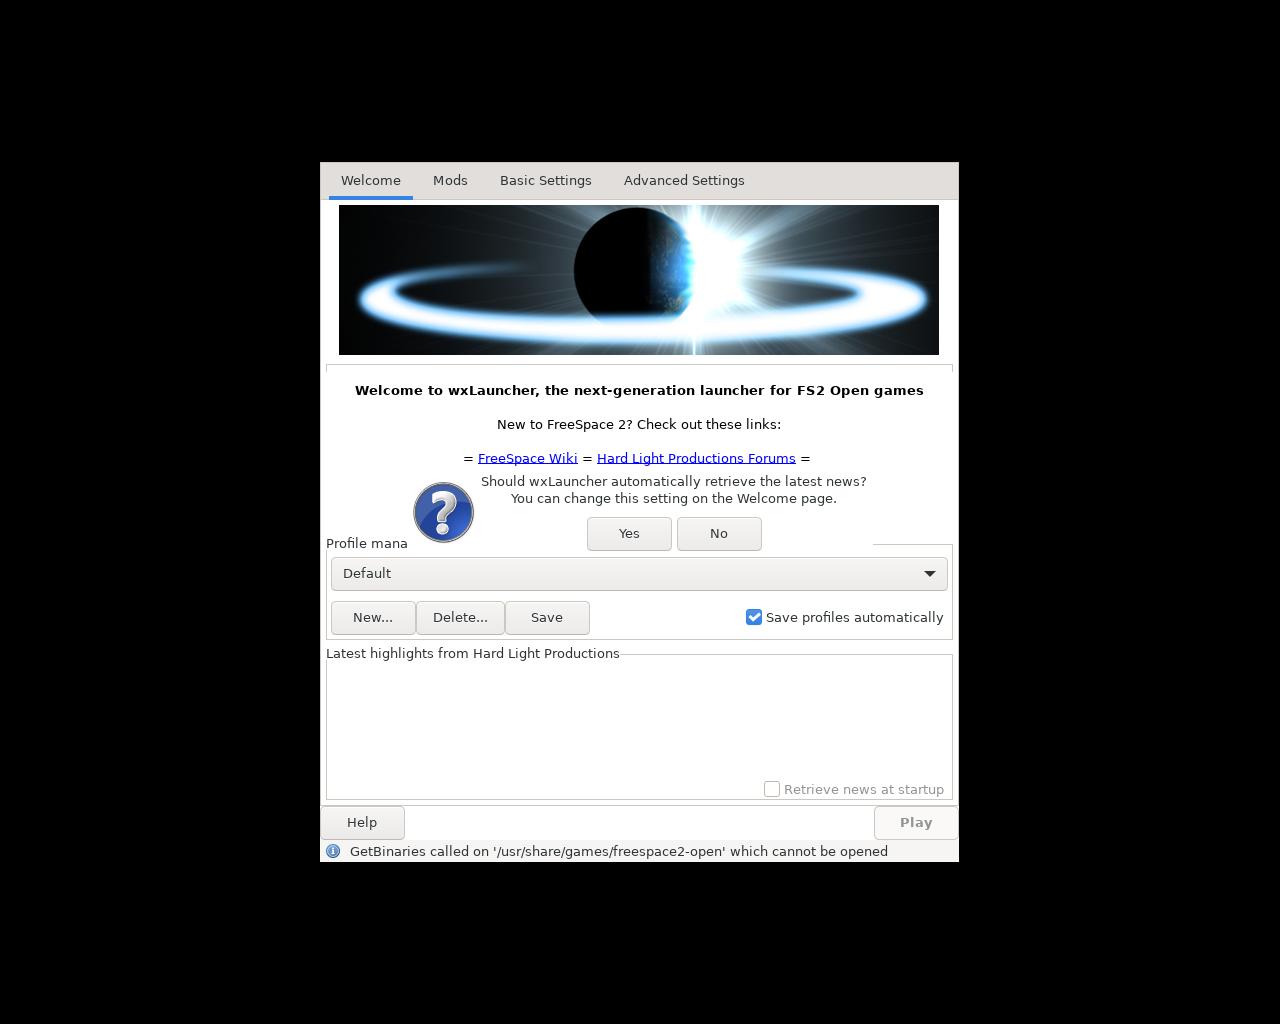 Welcome Mods Basic Settings Advanced Settings
Welcome to wxLauncher, the next-generation launcher for FS2 Open games
New to FreeSpace 2? Check out these links:
= FreeSpace Wiki = Hard Light Productions Forums =
Should wxLauncher automatically retrieve the latest news?
You can change this setting on the Welcome page.
Yes No
Profile mana
Default
New... Delete... Save Save profiles automatically
Latest highlights from Hard Light Productions
Retrieve news at startup
Help Play
GetBinaries called on '/usr/share/games/freespace2-open' which cannot be opened